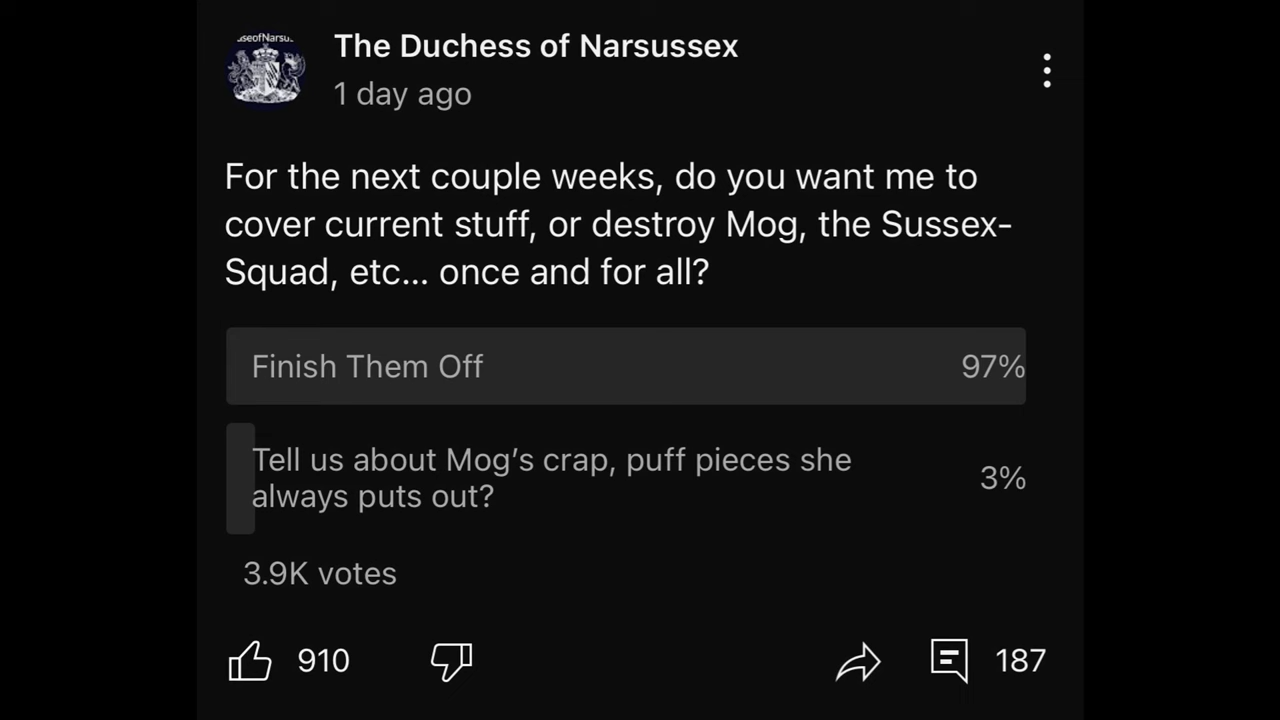 The Duchess of Narsussex
1 day ago
For the next couple weeks, do you want me to
cover current stuff, or destroy Mog, the Sussex-
Squad, etc... once and for all?
Finish Them Off 97%
Tell us about Mog’s crap, puff pieces she
always puts out? 3%
3.9K votes
910 187